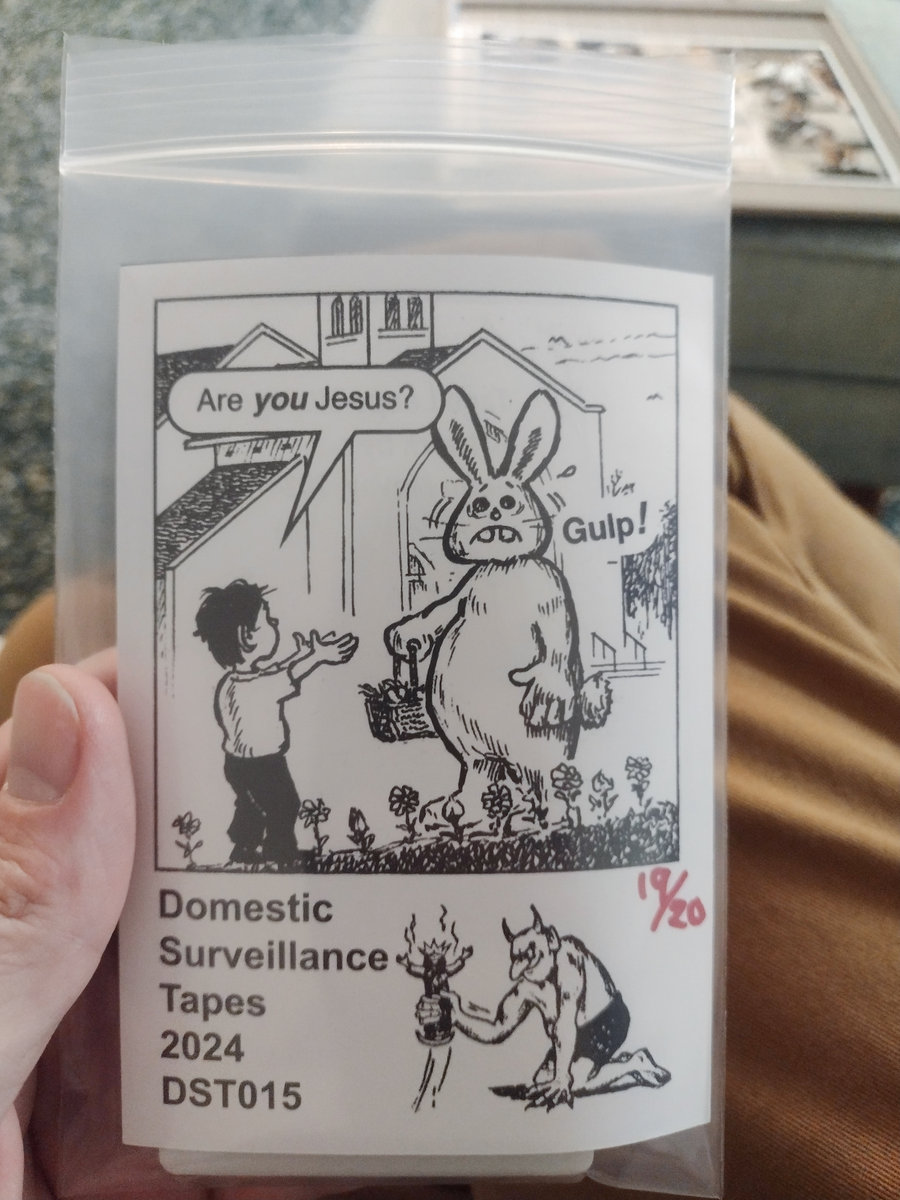 Are you Jesus?
Gulp!
19/20
Domestic
Surveillance
Tapes
2024
DST015